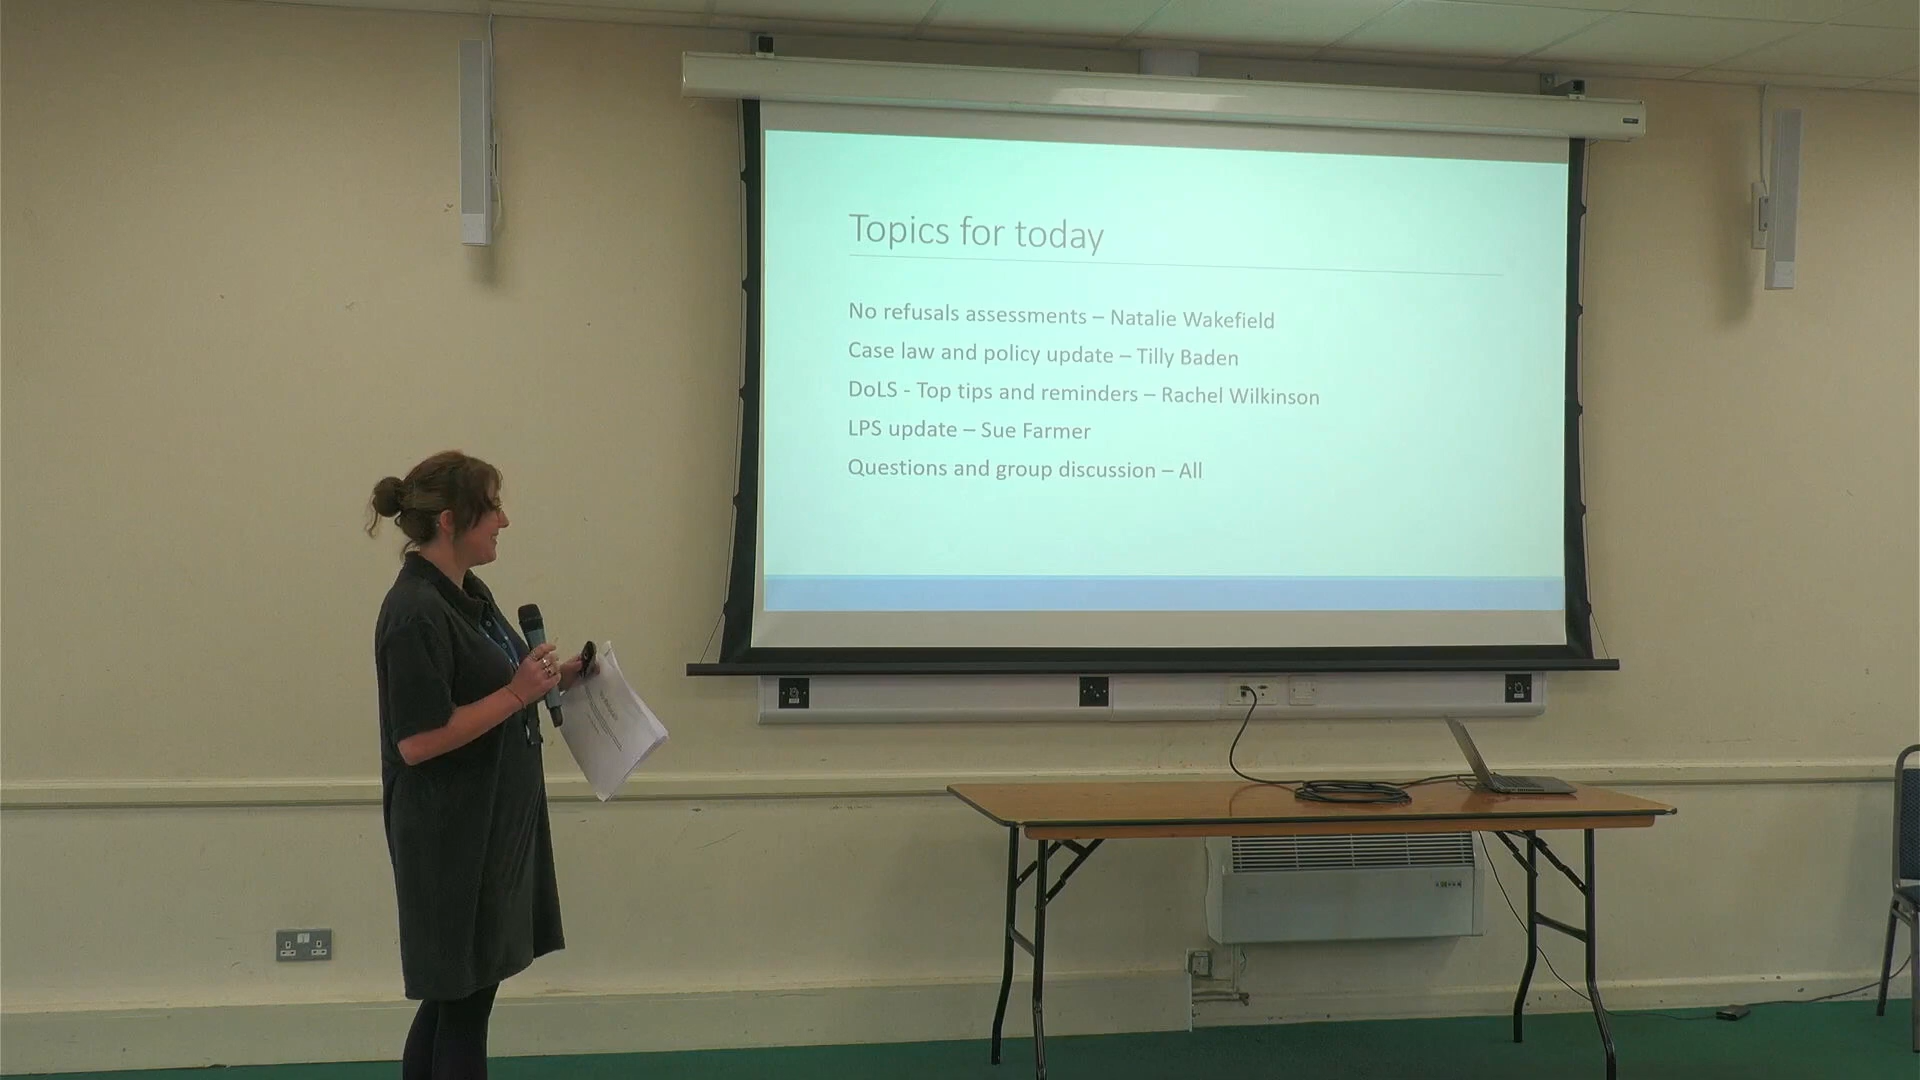 Topics for today
No refusals assessments – Natalie Wakefield
Case law and policy update – Tilly Baden
DoLS - Top tips and reminders – Rachel Wilkinson
LPS update – Sue Farmer
Questions and group discussion – All